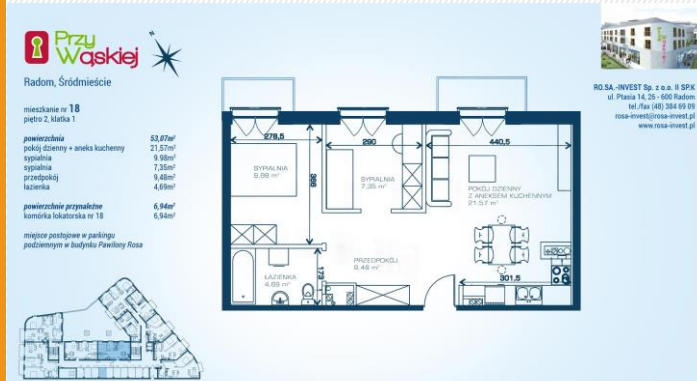 Przy
Wąskiej
Radom, Śródmieście
mieszkanie nr 18
piętro 2, klatka 1
powierzchnia 53,07m²
pokój dzienny + aneks kuchenny 21,57m²
sypialnia 9.98m²
sypialnia 7,35m²
przedpokój 9,48m²
łazienka 4,69m²
powierzchnie przynależne 6,94m²
komórka lokatorska nr 18 6,94m²
miejsce postojowe w parkingu
podziemnym w budynku Pawilony Rosa
RO.SA.-INVEST Sp. z o.o. II SP.K
ul. Ptasia 14, 26 - 600 Radom
tel./fax (48) 384 69 09
rosa-invest@rosa-invest.pl
www.rosa-invest.pl
278,5
290
440,5
SYPIALNIA
9,98 m²
366
SYPIALNIA
7,35 m²
POKÓJ DZIENNY
Z ANEKSEM KUCHENNYM
21.57 m²
PRZEDPOKÓJ
9,48 m²
ŁAZIENKA
4,69 m²
173
301,5